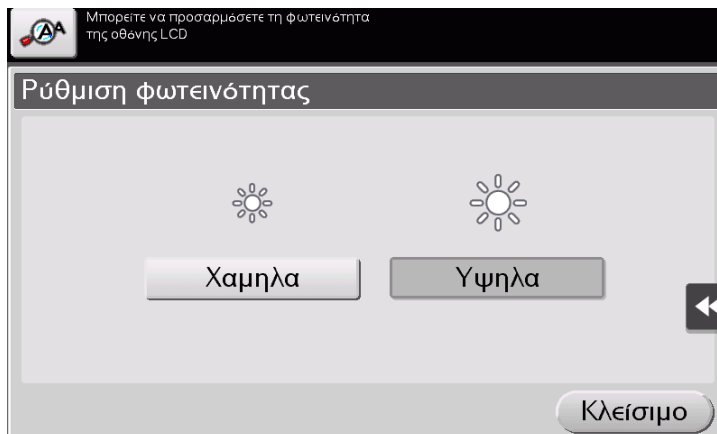 Μπορείτε να προσαρμόσετε τη φωτεινότητα
της οθόνης LCD
Ρύθμιση φωτεινότητας
Χαμηλα
Υψηλα
Κλείσιμο